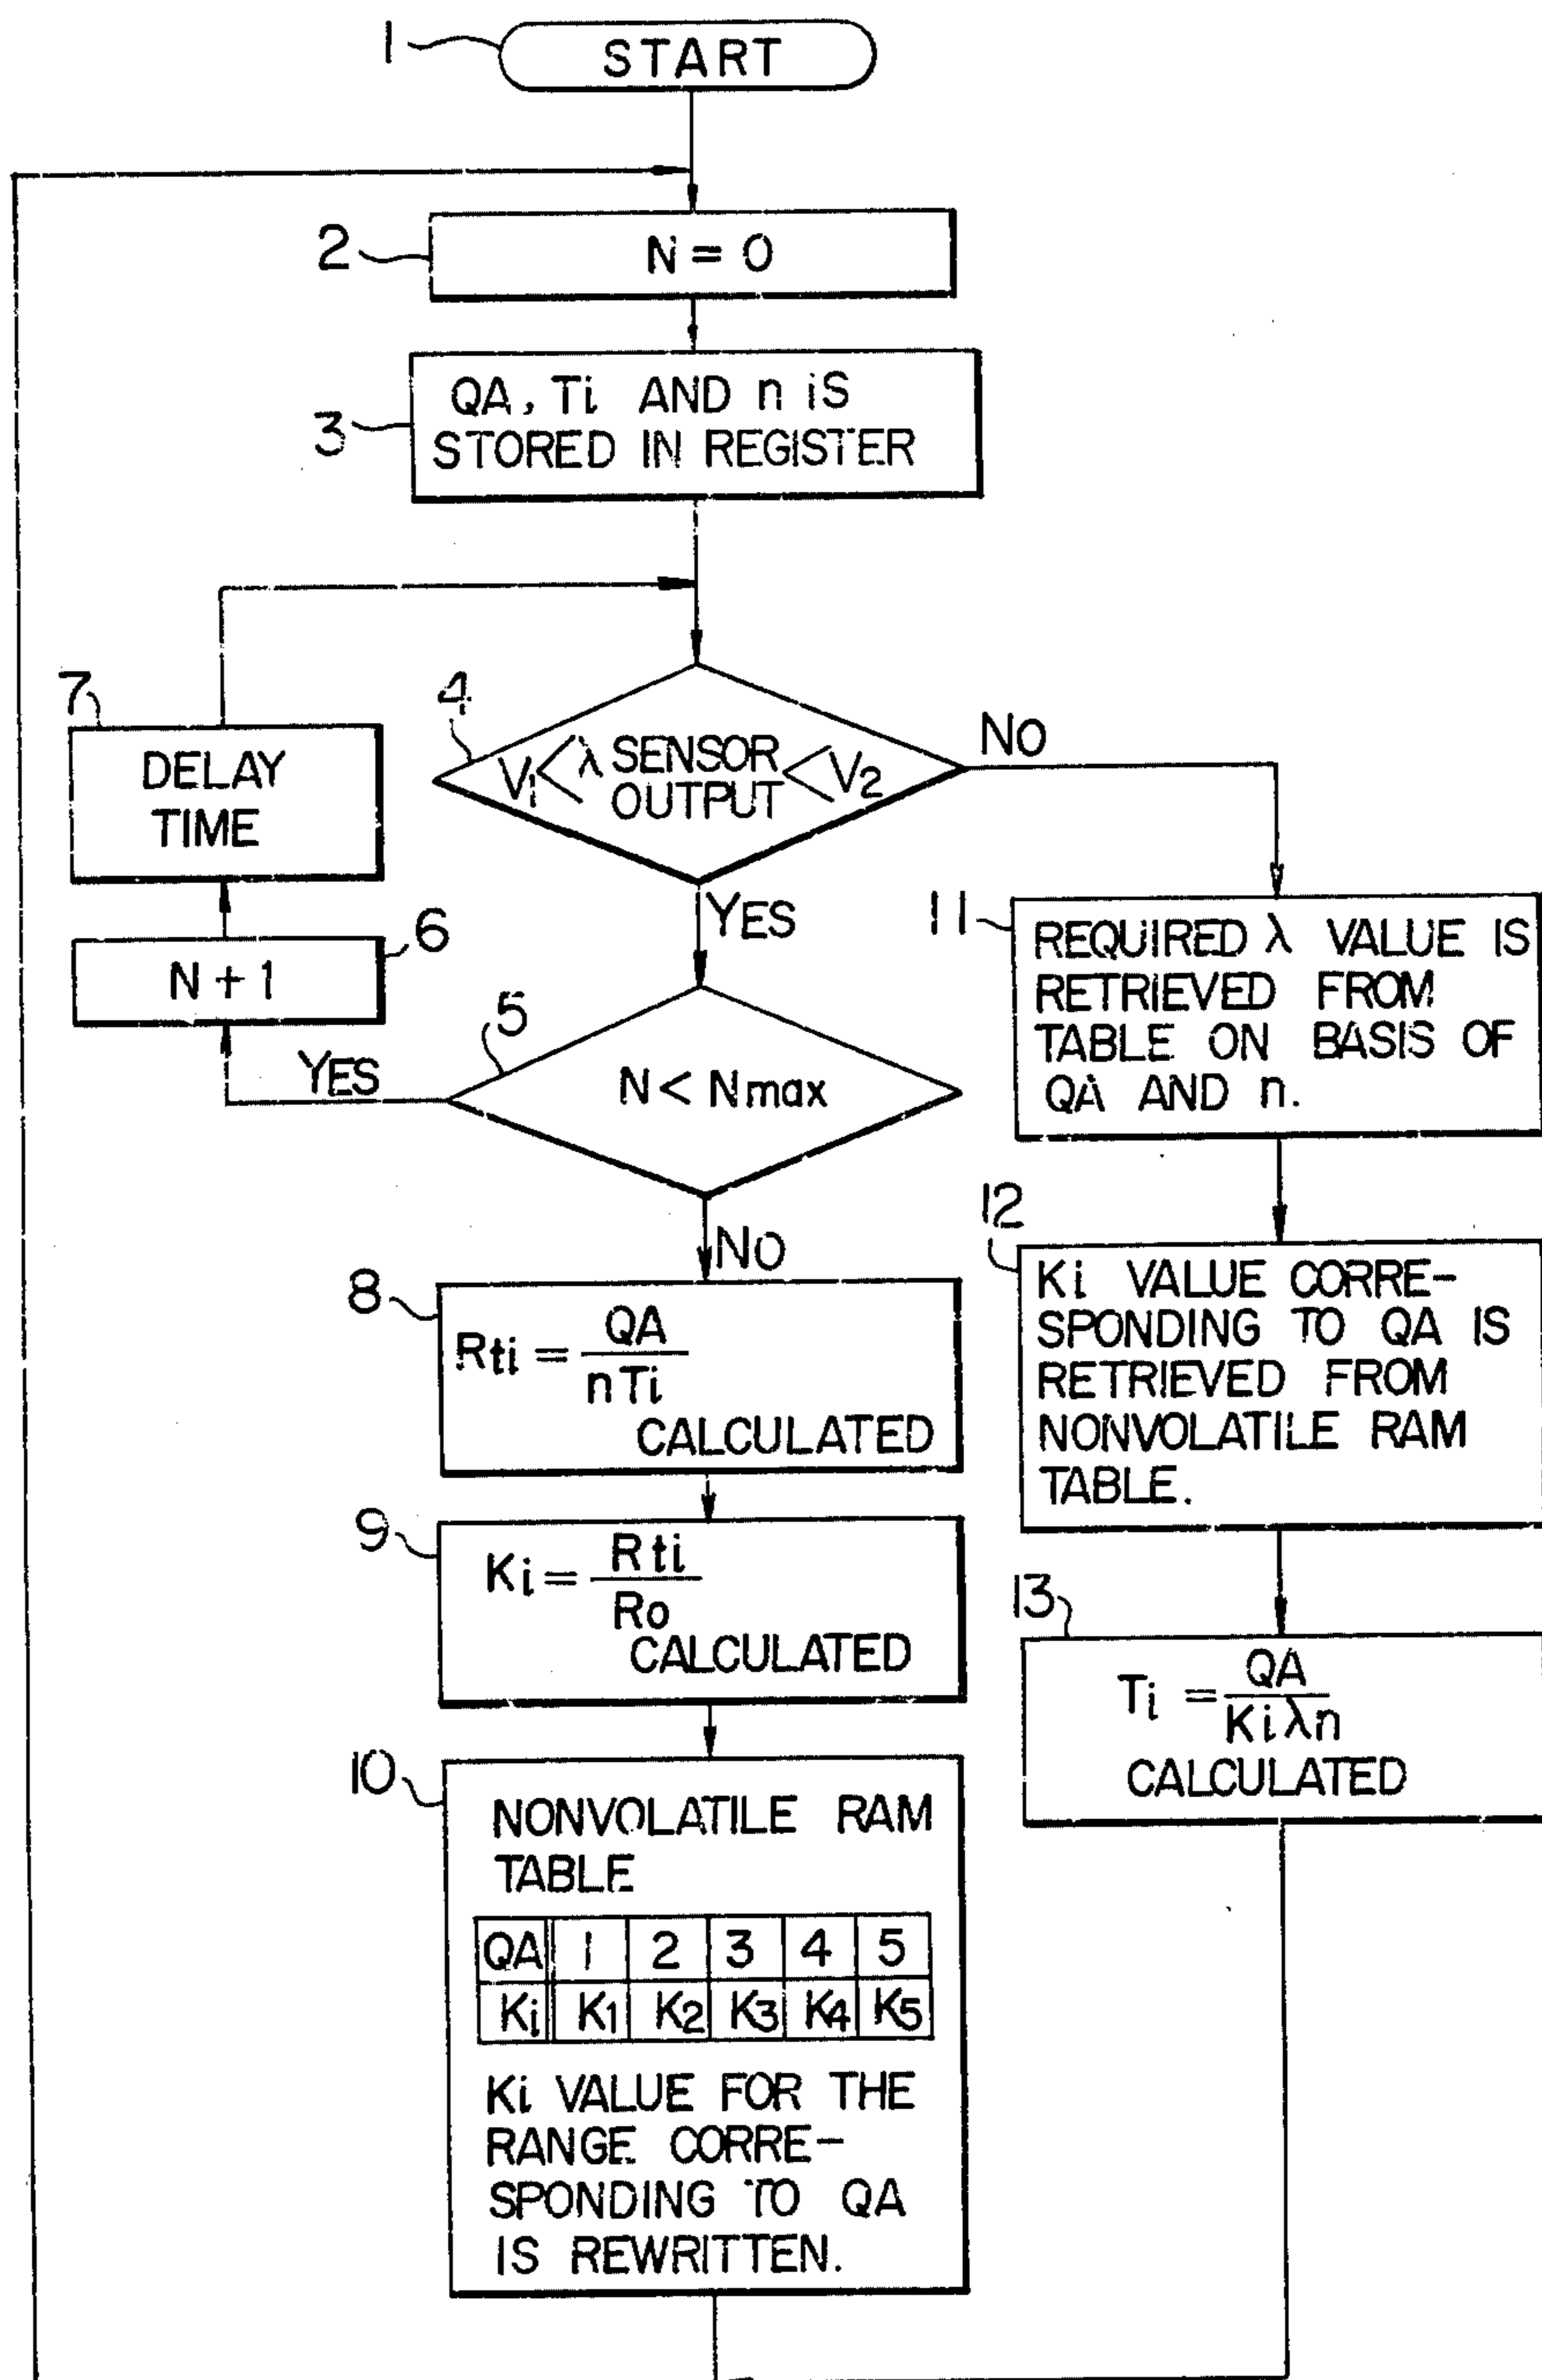 1
START
2
N = 0
3
QA, Ti AND n iS
STORED IN REGISTER
7
DELAY
TIME
4
V1 < λ SENSOR
OUTPUT < V2
NO
YES
6
N + 1
5
YES
N < Nmax
NO
11
REQUIRED λ VALUE IS
RETRIEVED FROM
TABLE ON BASIS OF
QA AND n.
8
Rti = QA / nTi
CALCULATED
12
Ki VALUE CORRE-
SPONDING TO QA IS
RETRIEVED FROM
NONVOLATILE RAM
TABLE.
9
Ki = Rti / Ro
CALCULATED
13
Ti = QA / Kiλn
CALCULATED
10
NONVOLATILE RAM
TABLE
QA 1 2 3 4 5
Ki K1 K2 K3 K4 K5
Ki VALUE FOR THE
RANGE CORRE-
SPONDING TO QA
IS REWRITTEN.